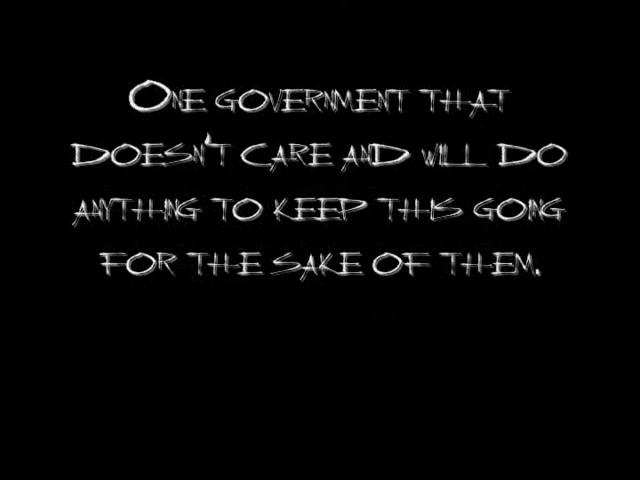 One government that
doesn't care and will do
anything to keep this going
for the sake of them.